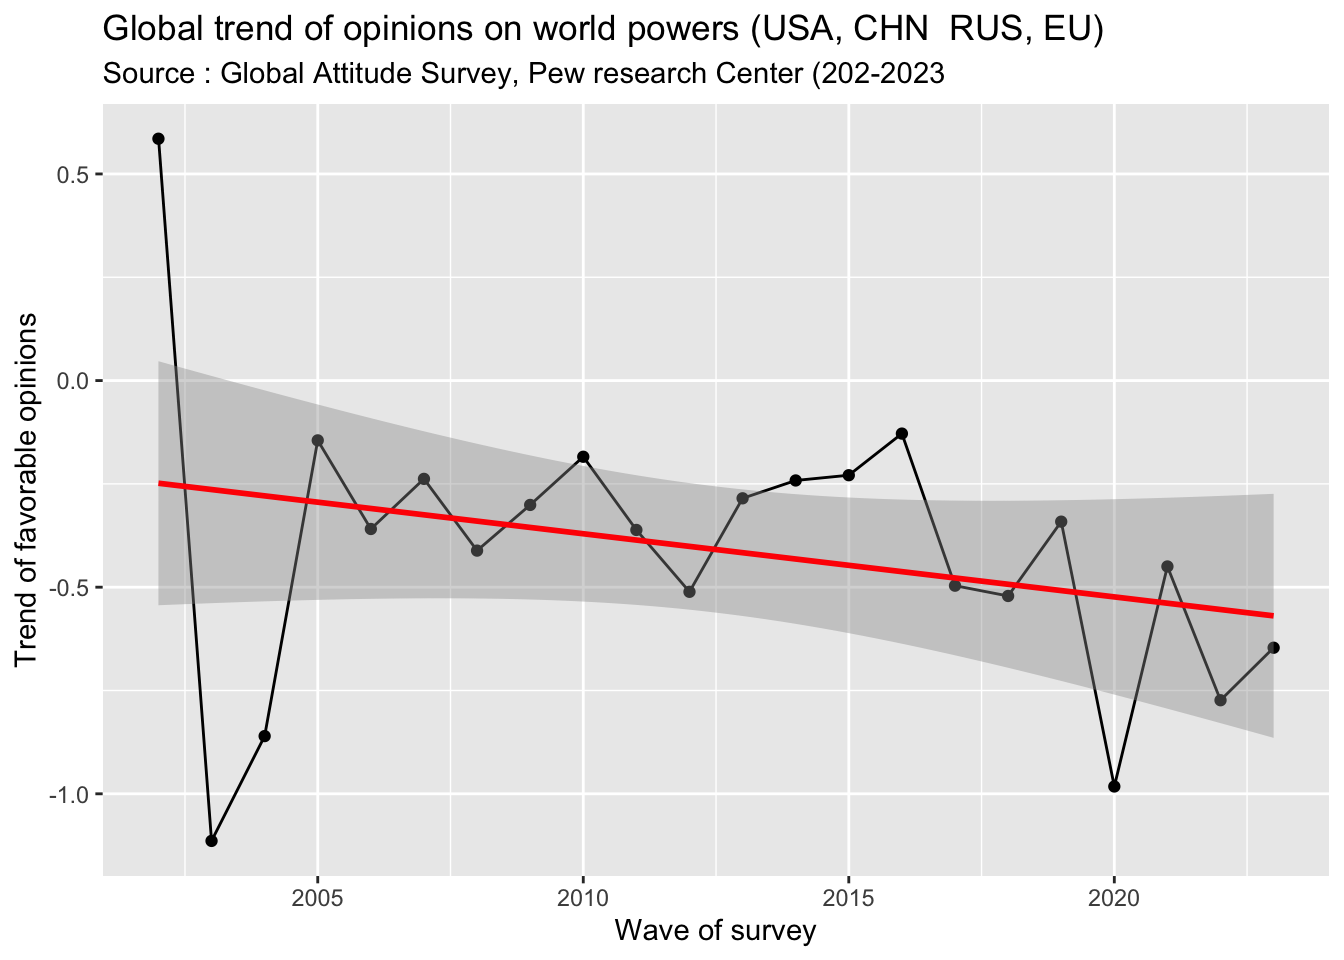 Global trend of opinions on world powers (USA, CHN  RUS, EU)
Source : Global Attitude Survey, Pew research Center (202-2023
Trend of favorable opinions
0.5
0.0
-0.5
-1.0
2005
2010
2015
2020
Wave of survey